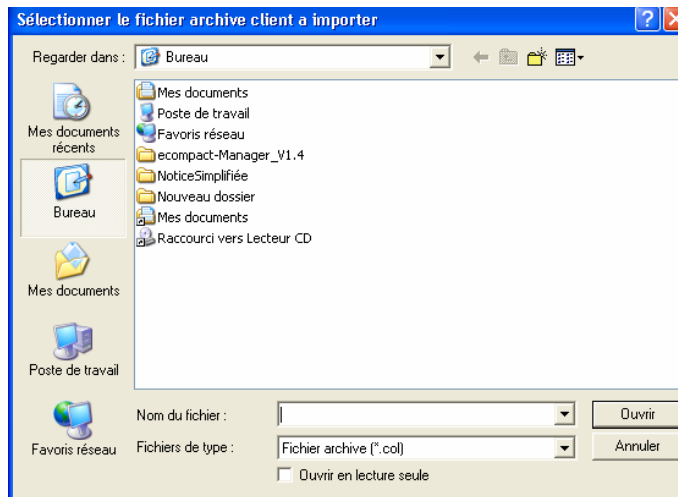 Sélectionner le fichier archive client a importer
Regarder dans :
Bureau
Mes documents récents
Bureau
Mes documents
Poste de travail
Favoris réseau
Mes documents
Poste de travail
Favoris réseau
ecompact-Manager_V1.4
NoticeSimplifiée
Nouveau dossier
Mes documents
Raccourci vers Lecteur CD
Nom du fichier :
Ouvrir
Fichiers de type :
Fichier archive (*.col)
Annuler
Ouvrir en lecture seule